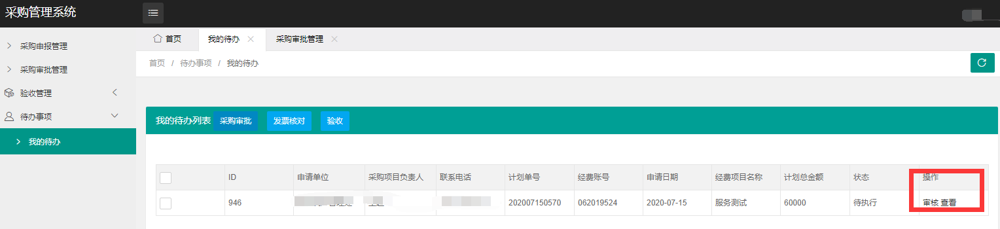 采购管理系统
首页 我的待办 采购审批管理
采购申报管理
采购审批管理
验收管理
待办事项
我的待办
首页 / 待办事项 / 我的待办
我的待办列表 采购审批 发票核对 验收
ID 申请单位 采购项目负责人 联系电话 计划单号 经费账号 申请日期 经费项目名称 计划总金额 状态 操作
946 202007150570 062019524 2020-07-15 服务测试 60000 待执行 审核 查看